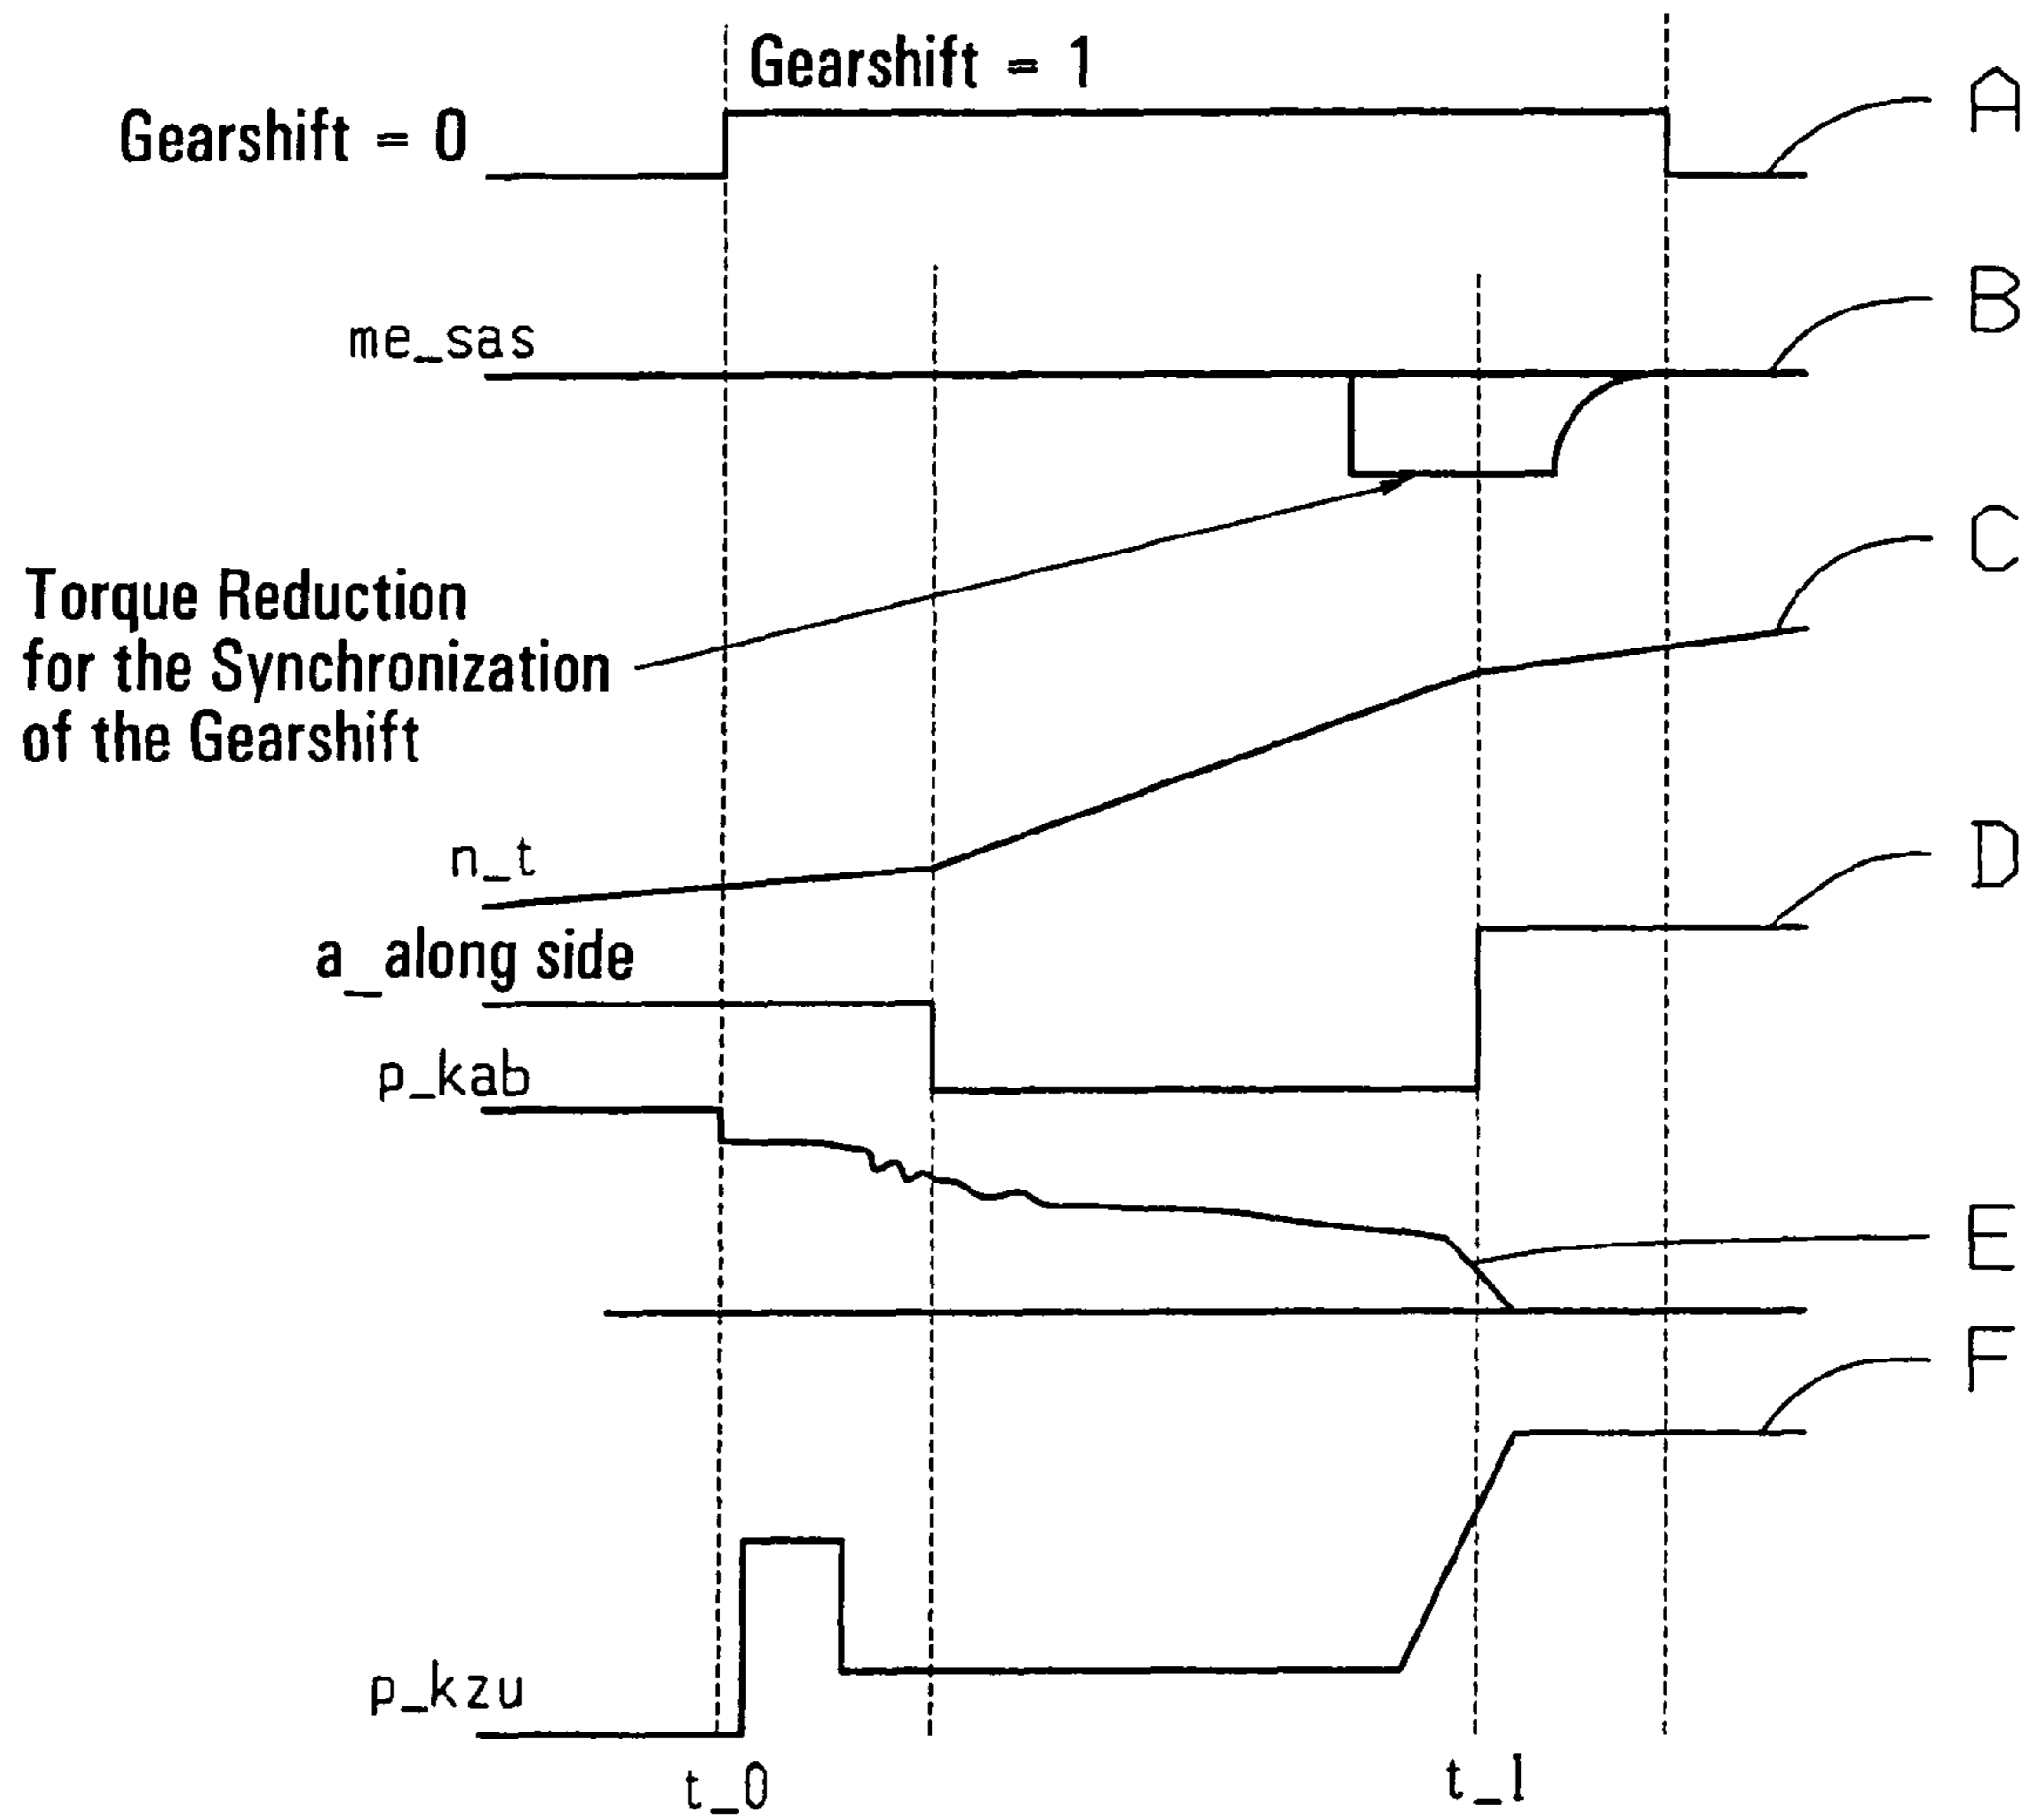 Gearshift = 1
Gearshift = 0
A
B
me_sas
C
Torque Reduction
for the Synchronization
of the Gearshift
n_t
D
a_along side
p_kab
E
F
p_kzu
t_0
t_1